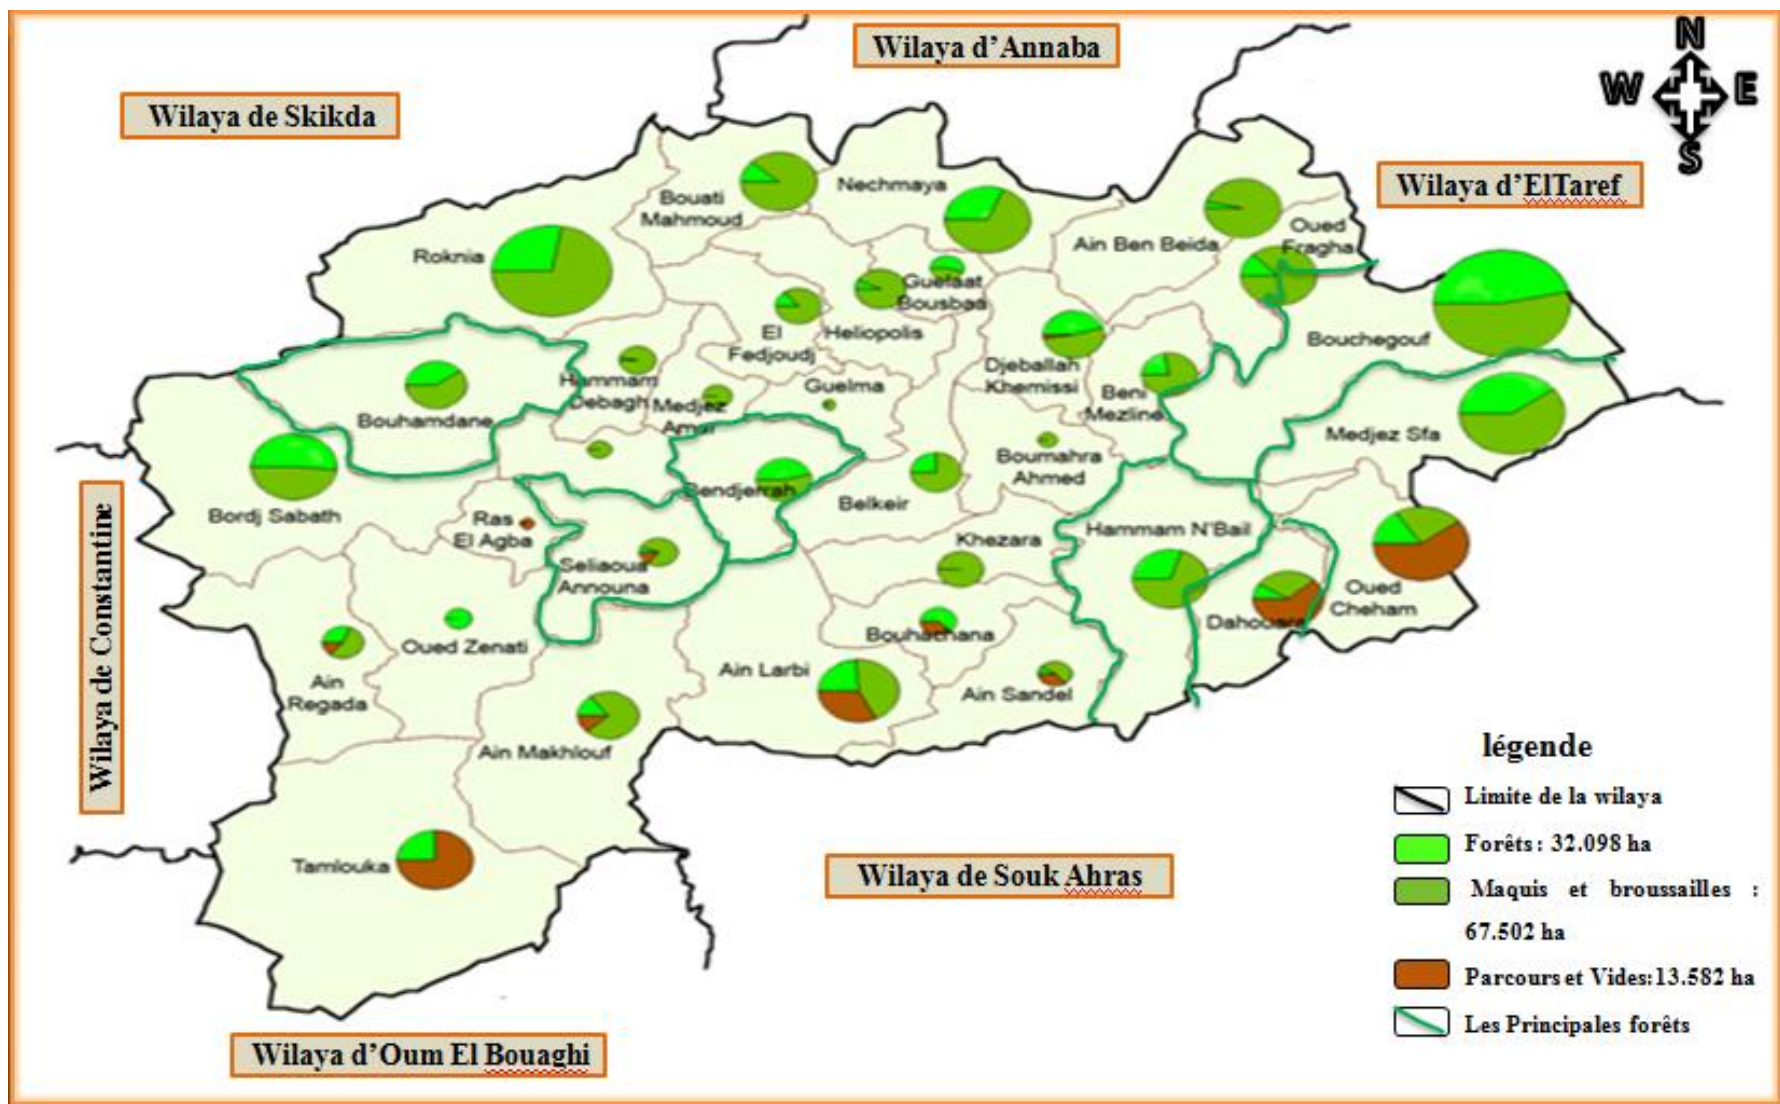 Wilaya d'Annaba
N
W E
S
Wilaya de Skikda
Wilaya d'ElTaref
Nechmaya
Bouati
Mahmoud
Roknia
Ain Ben Beida
Oued
Fragha
Guelaat
Bousbaa
El
Fedjoudj
Heliopolis
Bouchegouf
Djeballah
Khemissi
Hammam
Debagh
Medjez
Amar
Guelma
Beni
Mezline
Bouhamdane
Medjez Sfa
Boumahra
Ahmed
Bendjerrah
Belkeir
Bordj Sabath
Ras
El Agba
Hammam N'Bail
Khezara
Seliaoua
Announa
Oued
Cheham
Dahouara
Bouhachana
Oued Zenati
Ain Larbi
Ain Sandel
Ain
Regada
Ain Makhlouf
Tamlouka
Wilaya de Constantine
Wilaya de Souk Ahras
Wilaya d'Oum El Bouaghi
légende
Limite de la wilaya
Forêts : 32.098 ha
Maquis et broussailles :
67.502 ha
Parcours et Vides:13.582 ha
Les Principales forêts